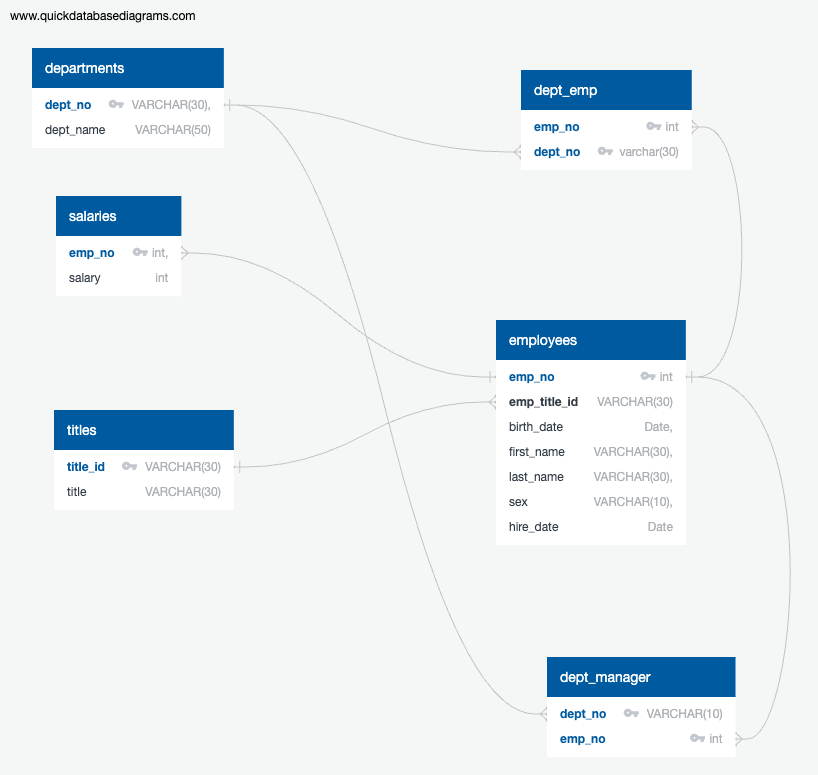 www.quickdatabasediagrams.com
departments
dept_no VARCHAR(30),
dept_name VARCHAR(50)
dept_emp
emp_no int
dept_no varchar(30)
salaries
emp_no int,
salary int
employees
emp_no int
emp_title_id VARCHAR(30)
birth_date Date,
first_name VARCHAR(30),
last_name VARCHAR(30),
sex VARCHAR(10),
hire_date Date
titles
title_id VARCHAR(30)
title VARCHAR(30)
dept_manager
dept_no VARCHAR(10)
emp_no int